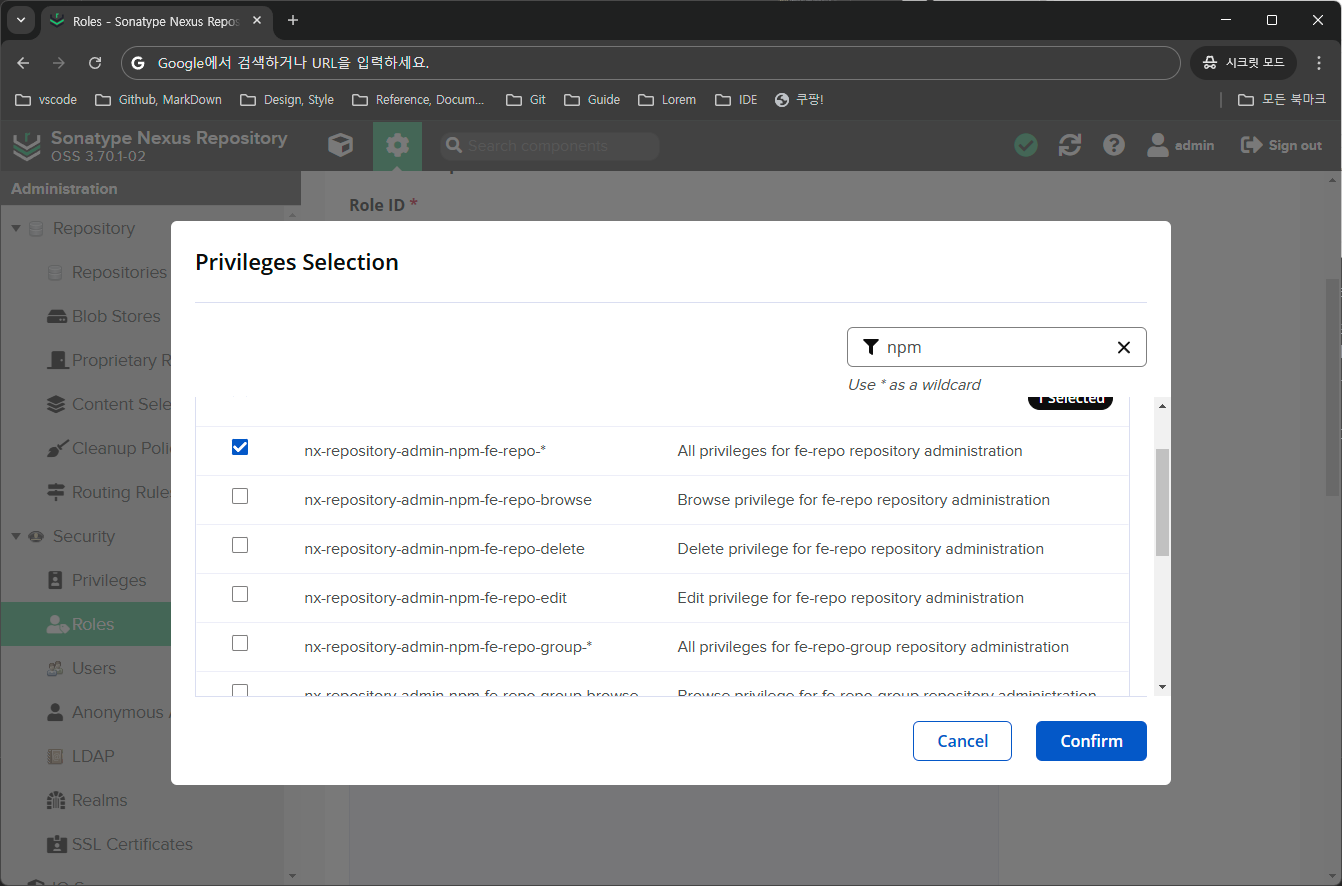 Roles - Sonatype Nexus Repos
Google에서 검색하거나 URL을 입력하세요.
시크릿 모드
vscode
Github, MarkDown
Design, Style
Reference, Docum...
Git
Guide
Lorem
IDE
쿠팡!
모든 북마크
Sonatype Nexus Repository
OSS 3.70.1-02
Search components
admin
Sign out
Administration
Role ID *
Repository
Repositories
Blob Stores
Proprietary R
Content Sele
Cleanup Poli
Routing Rules
Security
Privileges
Roles
Users
Anonymous A
LDAP
Realms
SSL Certificates
Privileges Selection
npm
Use * as a wildcard
1 Selected
nx-repository-admin-npm-fe-repo-* All privileges for fe-repo repository administration
nx-repository-admin-npm-fe-repo-browse Browse privilege for fe-repo repository administration
nx-repository-admin-npm-fe-repo-delete Delete privilege for fe-repo repository administration
nx-repository-admin-npm-fe-repo-edit Edit privilege for fe-repo repository administration
nx-repository-admin-npm-fe-repo-group-* All privileges for fe-repo-group repository administration
nx-repository-admin-npm-fe-repo-group-browse Browse privilege for fe-repo-group repository administration
Cancel
Confirm